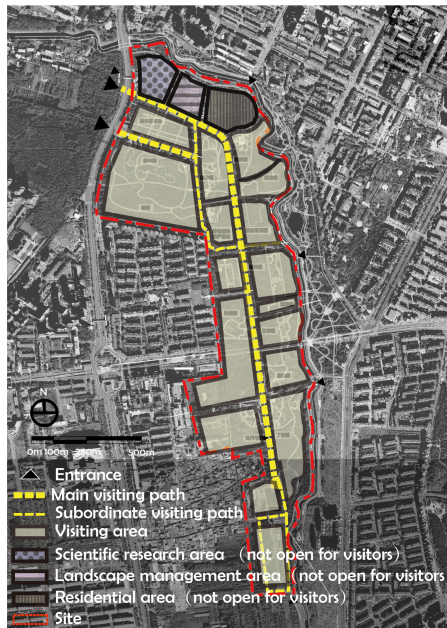 N
0m 100m 250m 500m
Entrance
Main visiting path
Subordinate visiting path
Visiting area
Scientific research area （not open for visitors）
Landscape management area（not open for visitors
Residential area（not open for visitors）
Site